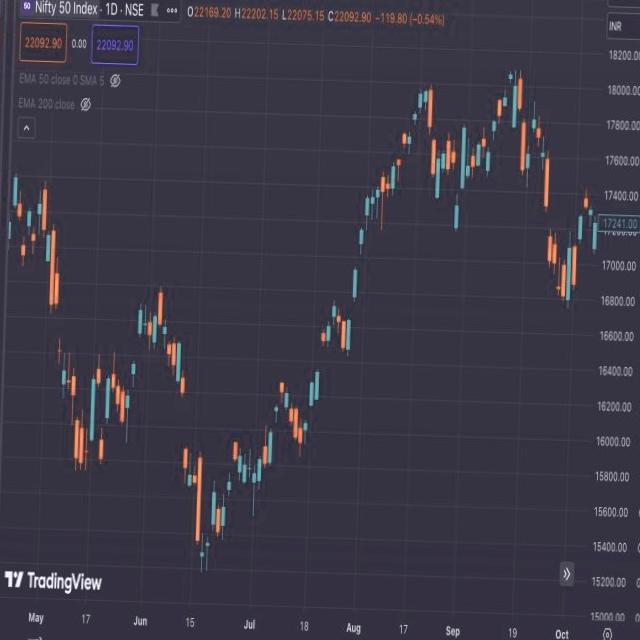 50 Nifty 50 Index · 1D · NSE ••• O22169.20 H22202.15 L22075.15 C22092.90 −119.80 (−0.54%)
INR
22092.90 0.00 22092.90
EMA 50 close 0 SMA 5
EMA 200 close
18200.00
18000.00
17800.00
17600.00
17400.00
17241.00
17200.00
17000.00
16800.00
16600.00
16400.00
16200.00
16000.00
15800.00
15600.00
15400.00
15200.00
15000.00
TradingView
May 17 Jun 15 Jul 18 Aug 17 Sep 19 Oct